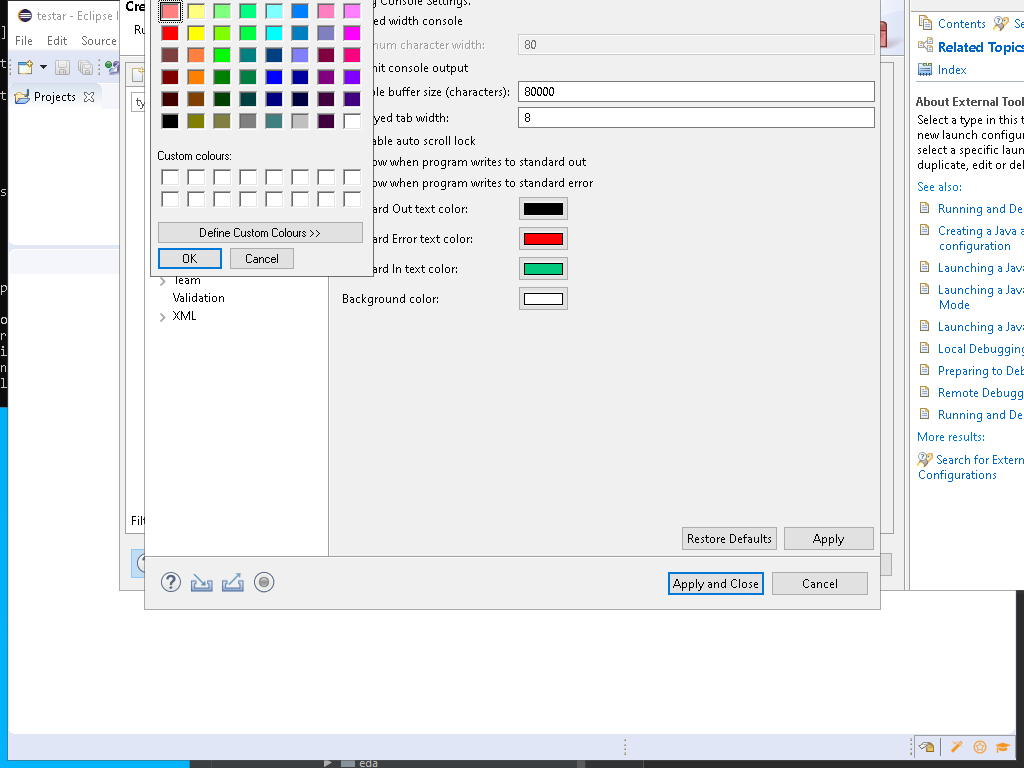 testar - Eclipse I
File Edit Source
Projects
Cre
Ru
ty
Filt
Console Settings.
ed width console
num character width: 80
nit console output
le buffer size (characters): 80000
yed tab width: 8
able auto scroll lock
ow when program writes to standard out
ow when program writes to standard error
ard Out text color:
ard Error text color:
ard In text color:
Background color:
Custom colours:
Define Custom Colours >>
OK Cancel
Team
Validation
XML
Restore Defaults Apply
Apply and Close Cancel
Contents Se
Related Topics
Index
About External Tool
Select a type in this t
new launch configur
select a specific laun
duplicate, edit or del
See also:
Running and De
Creating a Java a
configuration
Launching a Java
Launching a Java
Mode
Launching a Java
Local Debugging
Preparing to Deb
Remote Debugg
Running and De
More results:
Search for Extern
Configurations
eda